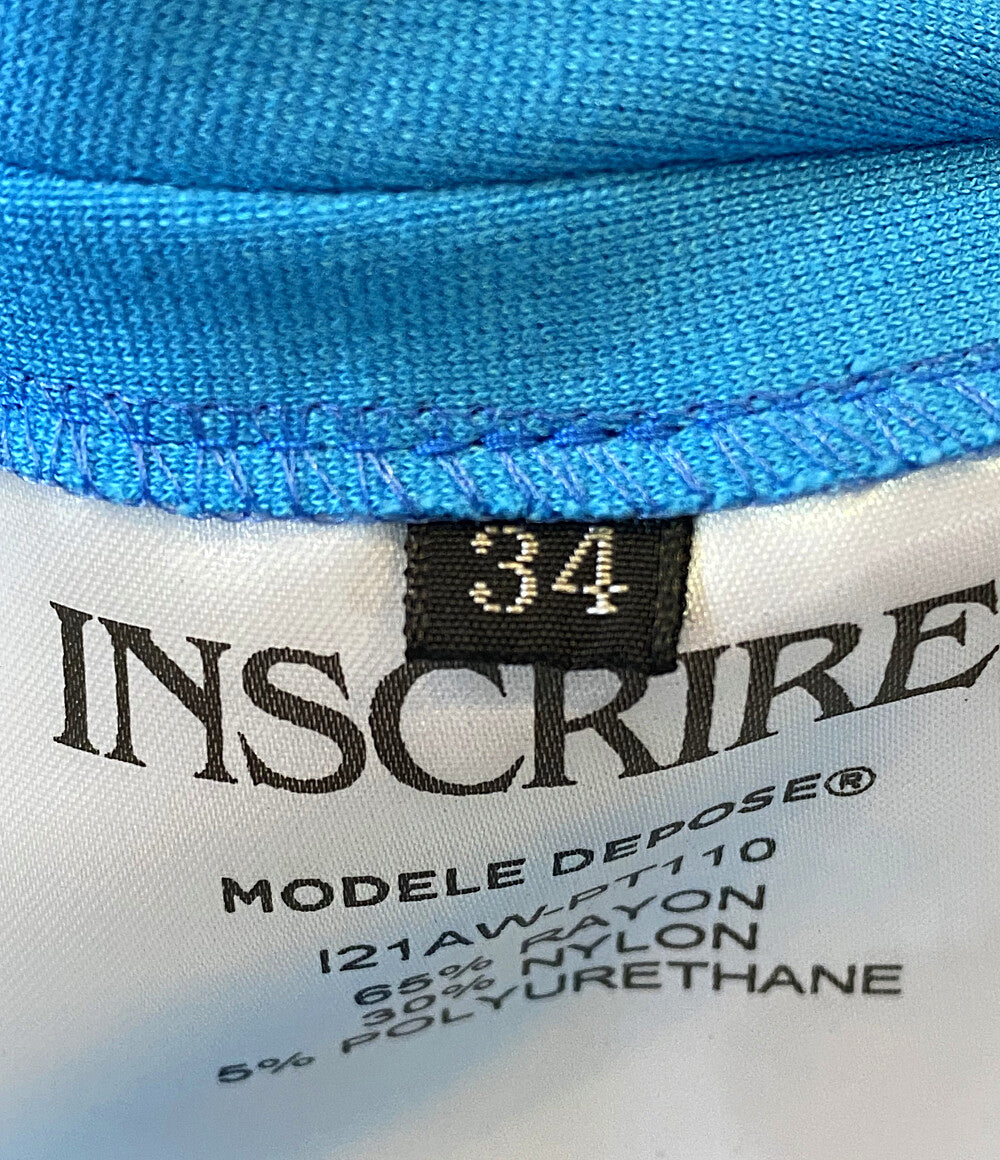 34
INSCRIRE
MODELE DEPOSE®
I21AW-PT110
65% RAYON
30% NYLON
5% POLYURETHANE